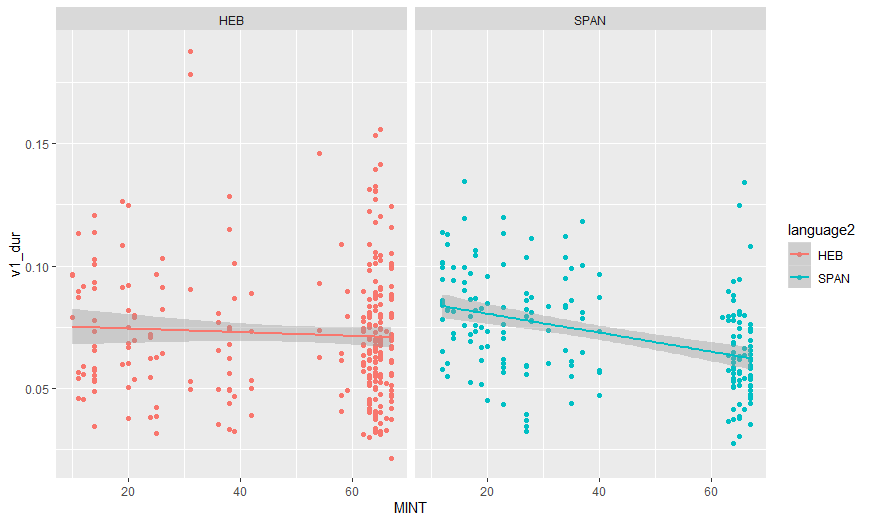 HEB
SPAN
v1_dur
0.15
0.10
0.05
20
40
60
20
40
60
MINT
language2
HEB
SPAN